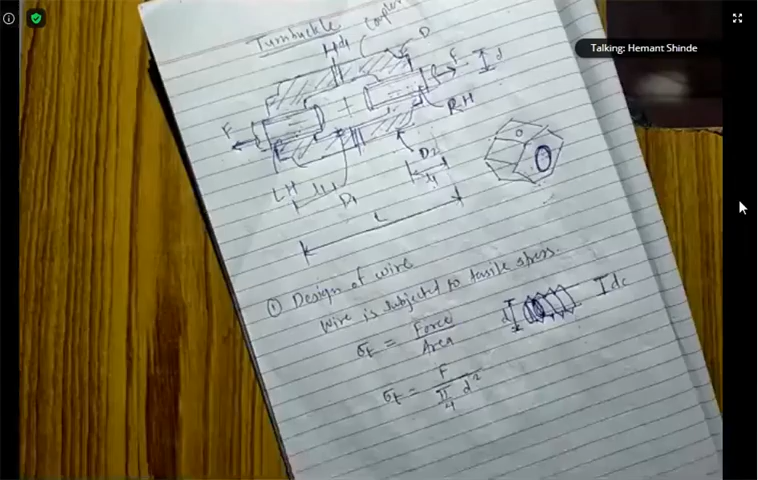 Turnbuckle
Talking: Hemant Shinde
D
F
d
RH
F
D2
LH
D1
L
① Design of wire
Wire is subjected to tensile stress.
σt = Force
Area
dc
σt = F
π/4 d²